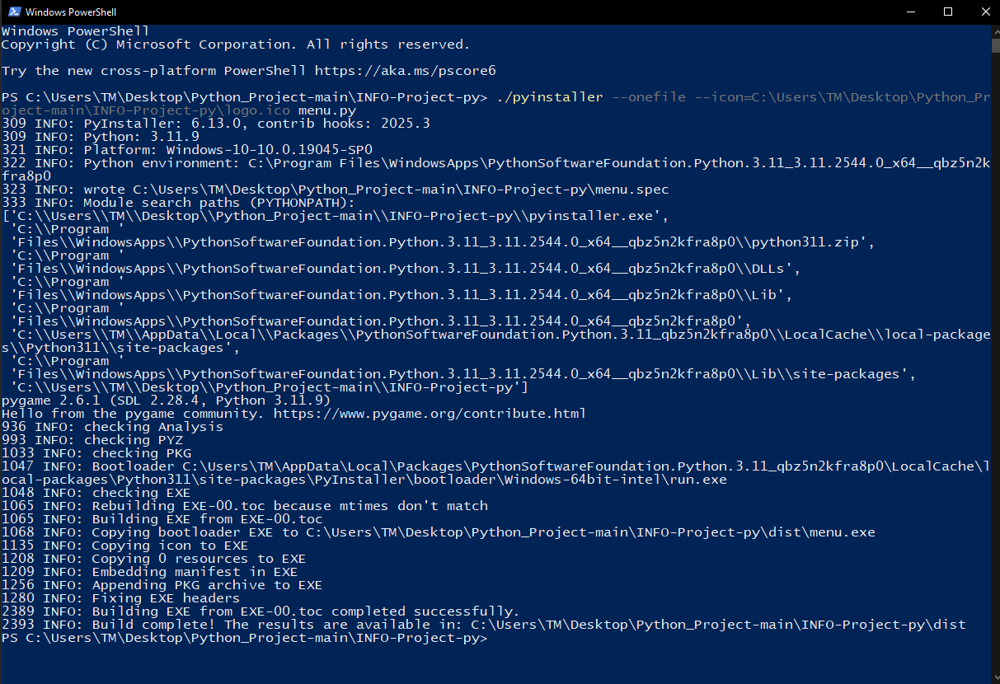 Windows PowerShell
Windows PowerShell
Copyright (C) Microsoft Corporation. All rights reserved.
Try the new cross-platform PowerShell https://aka.ms/pscore6
PS C:\Users\TM\Desktop\Python_Project-main\INFO-Project-py> ./pyinstaller --onefile --icon=C:\Users\TM\Desktop\Python_Pr
oject-main\INFO-Project-py\logo.ico menu.py
309 INFO: PyInstaller: 6.13.0, contrib hooks: 2025.3
309 INFO: Python: 3.11.9
321 INFO: Platform: Windows-10-10.0.19045-SP0
322 INFO: Python environment: C:\Program Files\WindowsApps\PythonSoftwareFoundation.Python.3.11_3.11.2544.0_x64__qbz5n2k
fra8p0
323 INFO: wrote C:\Users\TM\Desktop\Python_Project-main\INFO-Project-py\menu.spec
333 INFO: Module search paths (PYTHONPATH):
['C:\\Users\\TM\\Desktop\\Python_Project-main\\INFO-Project-py\\pyinstaller.exe',
 'C:\\Program '
 'Files\\WindowsApps\\PythonSoftwareFoundation.Python.3.11_3.11.2544.0_x64__qbz5n2kfra8p0\\python311.zip',
 'C:\\Program '
 'Files\\WindowsApps\\PythonSoftwareFoundation.Python.3.11_3.11.2544.0_x64__qbz5n2kfra8p0\\DLLs',
 'C:\\Program '
 'Files\\WindowsApps\\PythonSoftwareFoundation.Python.3.11_3.11.2544.0_x64__qbz5n2kfra8p0\\Lib',
 'C:\\Program '
 'Files\\WindowsApps\\PythonSoftwareFoundation.Python.3.11_3.11.2544.0_x64__qbz5n2kfra8p0',
 'C:\\Users\\TM\\AppData\\Local\\Packages\\PythonSoftwareFoundation.Python.3.11_qbz5n2kfra8p0\\LocalCache\\local-package
s\\Python311\\site-packages',
 'C:\\Program '
 'Files\\WindowsApps\\PythonSoftwareFoundation.Python.3.11_3.11.2544.0_x64__qbz5n2kfra8p0\\Lib\\site-packages',
 'C:\\Users\\TM\\Desktop\\Python_Project-main\\INFO-Project-py']
pygame 2.6.1 (SDL 2.28.4, Python 3.11.9)
Hello from the pygame community. https://www.pygame.org/contribute.html
936 INFO: checking Analysis
993 INFO: checking PYZ
1033 INFO: checking PKG
1047 INFO: Bootloader C:\Users\TM\AppData\Local\Packages\PythonSoftwareFoundation.Python.3.11_qbz5n2kfra8p0\LocalCache\l
ocal-packages\Python311\site-packages\PyInstaller\bootloader\Windows-64bit-intel\run.exe
1048 INFO: checking EXE
1065 INFO: Rebuilding EXE-00.toc because mtimes don't match
1065 INFO: Building EXE from EXE-00.toc
1068 INFO: Copying bootloader EXE to C:\Users\TM\Desktop\Python_Project-main\INFO-Project-py\dist\menu.exe
1135 INFO: Copying icon to EXE
1208 INFO: Copying 0 resources to EXE
1209 INFO: Embedding manifest in EXE
1256 INFO: Appending PKG archive to EXE
1280 INFO: Fixing EXE headers
2389 INFO: Building EXE from EXE-00.toc completed successfully.
2393 INFO: Build complete! The results are available in: C:\Users\TM\Desktop\Python_Project-main\INFO-Project-py\dist
PS C:\Users\TM\Desktop\Python_Project-main\INFO-Project-py>